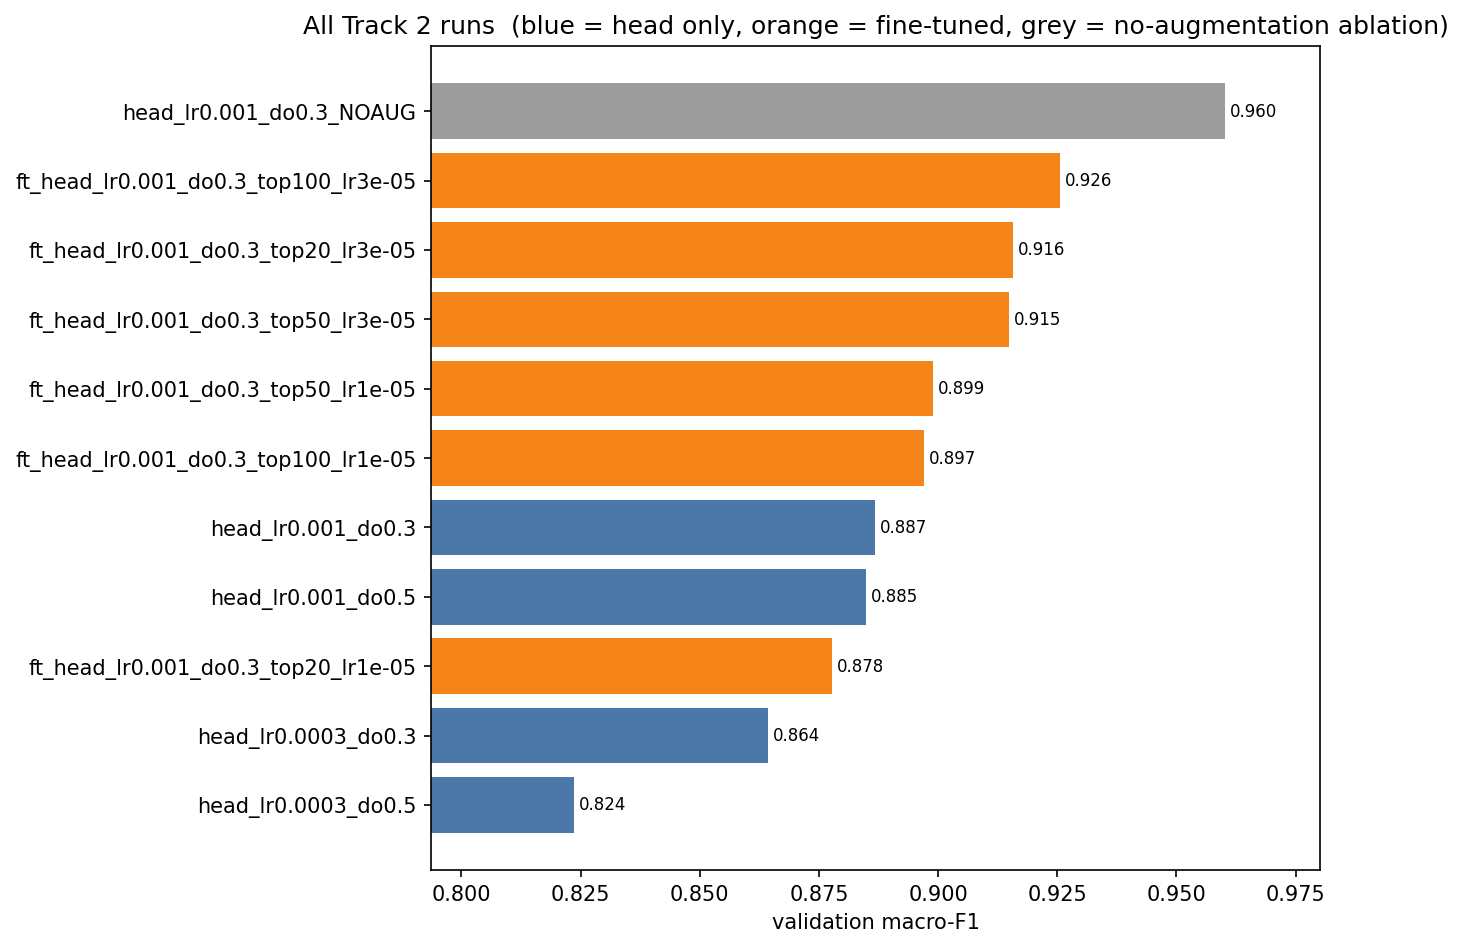 All Track 2 runs  (blue = head only, orange = fine-tuned, grey = no-augmentation ablation)
head_lr0.001_do0.3_NOAUG 0.960
ft_head_lr0.001_do0.3_top100_lr3e-05 0.926
ft_head_lr0.001_do0.3_top20_lr3e-05 0.916
ft_head_lr0.001_do0.3_top50_lr3e-05 0.915
ft_head_lr0.001_do0.3_top50_lr1e-05 0.899
ft_head_lr0.001_do0.3_top100_lr1e-05 0.897
head_lr0.001_do0.3 0.887
head_lr0.001_do0.5 0.885
ft_head_lr0.001_do0.3_top20_lr1e-05 0.878
head_lr0.0003_do0.3 0.864
head_lr0.0003_do0.5 0.824
0.800 0.825 0.850 0.875 0.900 0.925 0.950 0.975
validation macro-F1